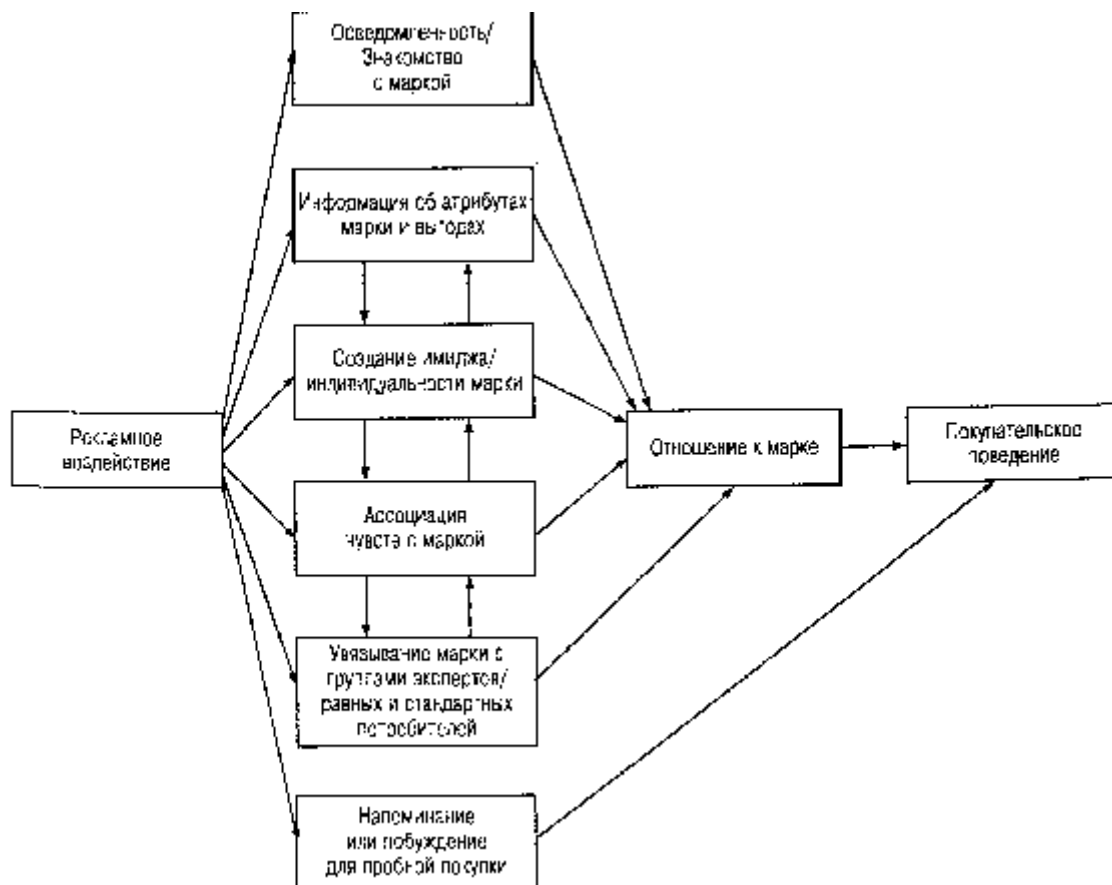 Осведомленность/
Знакомство
с маркой
Информация об атрибутах
марки и выгодах
Создание имиджа/
индивидуальности марки
Рекламное
воздействие
Отношение к марке
Покупательское
поведение
Ассоциация
чувств с маркой
Увязывание марки с
группами экспертов/
равных и стандартных
потребителей
Напоминание
или побуждение
для пробной покупки